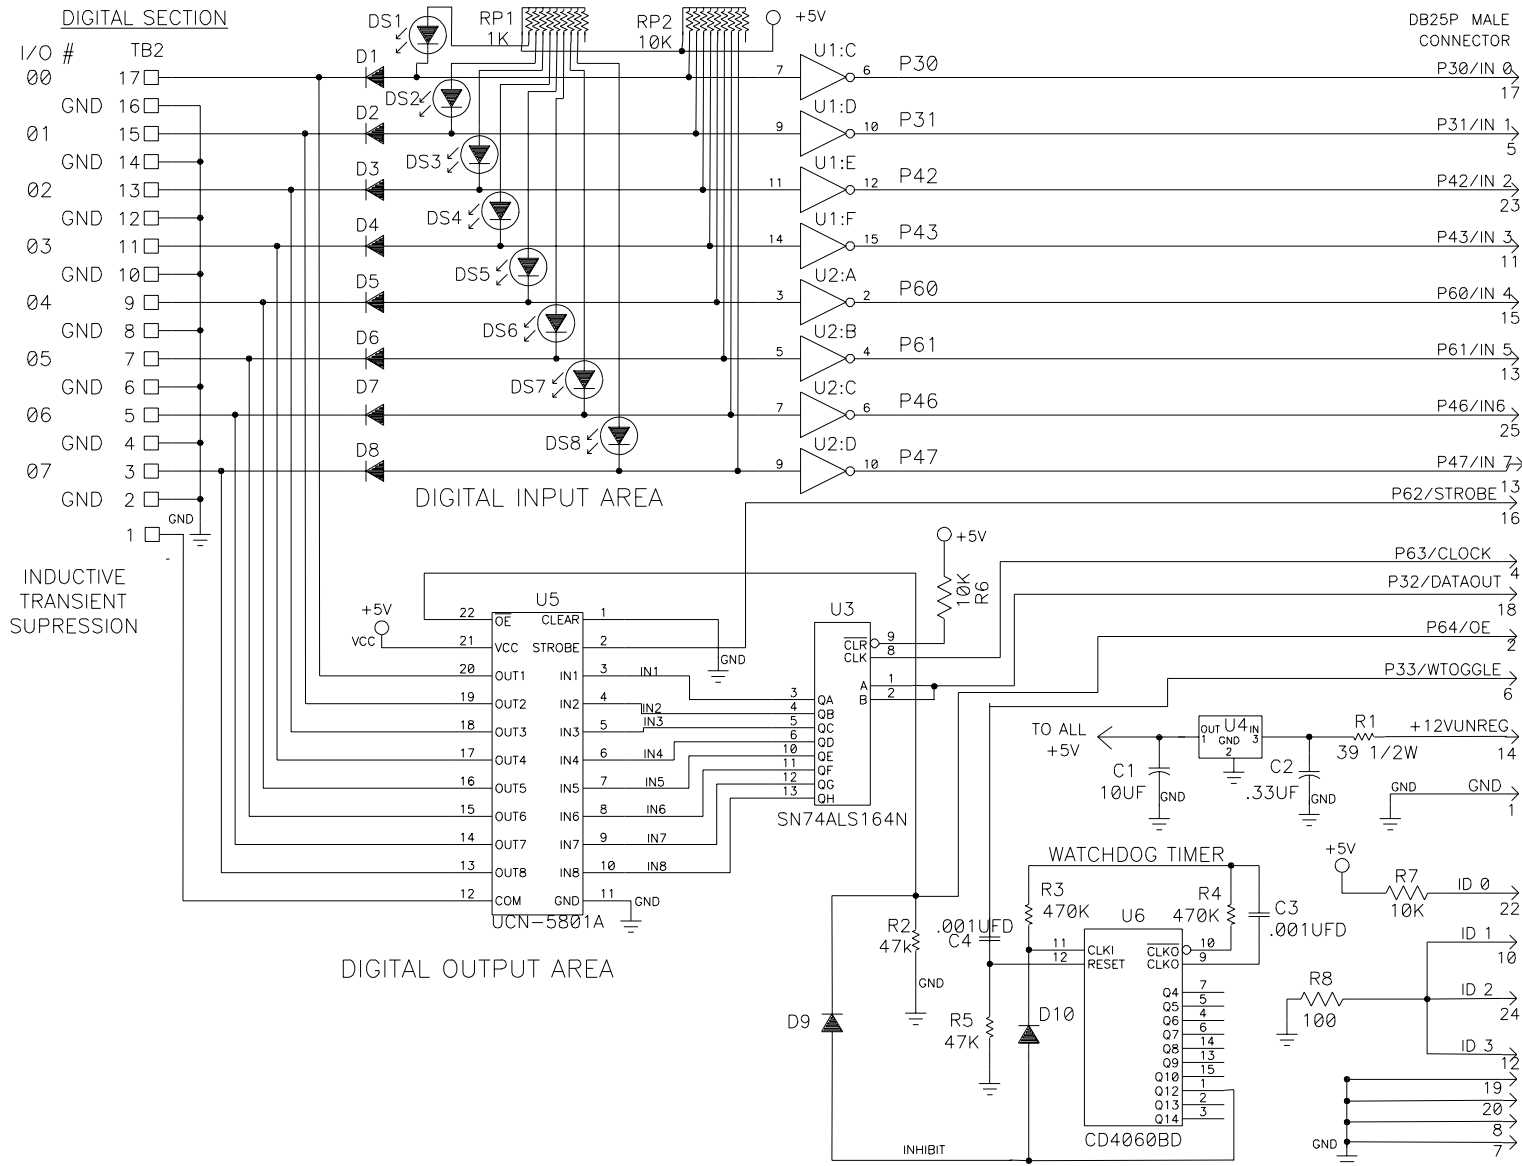 DIGITAL SECTION
DS1
RP1
1K
RP2
10K
+5V
DB25P MALE
CONNECTOR
I/O #
TB2
00
17
D1
7
U1:C
6
P30
P30/IN 0
17
GND
16
DS2
01
15
D2
9
U1:D
10
P31
P31/IN 1
5
GND
14
DS3
02
13
D3
11
U1:E
12
P42
P42/IN 2
23
GND
12
DS4
03
11
D4
14
U1:F
15
P43
P43/IN 3
11
GND
10
DS5
04
9
D5
3
U2:A
2
P60
P60/IN 4
15
GND
8
DS6
05
7
D6
5
U2:B
4
P61
P61/IN 5
13
GND
6
DS7
06
5
D7
7
U2:C
6
P46
P46/IN6
25
GND
4
DS8
07
3
D8
9
U2:D
10
P47
P47/IN 7
13
GND
2
DIGITAL INPUT AREA
P62/STROBE
16
GND
1
INDUCTIVE
TRANSIENT
SUPRESSION
+5V
10K
R6
P63/CLOCK
4
P32/DATAOUT
18
P64/OE
2
P33/WTOGGLE
6
+5V
VCC
U5
22
OE
CLEAR
1
21
VCC
STROBE
2
GND
20
OUT1
IN1
3
IN1
19
OUT2
IN2
4
IN2
18
OUT3
IN3
5
IN3
17
OUT4
IN4
6
IN4
16
OUT5
IN5
7
IN5
15
OUT6
IN6
8
IN6
14
OUT7
IN7
9
IN7
13
OUT8
IN8
10
IN8
12
COM
GND
11
GND
UCN-5801A
DIGITAL OUTPUT AREA
U3
CLR
9
CLK
8
A
1
B
2
3
QA
4
QB
5
QC
6
QD
10
QE
11
QF
12
QG
13
QH
SN74ALS164N
TO ALL
+5V
OUT
U4
IN
1
GND
3
2
R1
39 1/2W
+12VUNREG
14
C1
10UF
GND
C2
.33UF
GND
GND
GND
1
WATCHDOG TIMER
+5V
R7
10K
ID 0
22
R3
470K
R4
470K
C3
.001UFD
R2
47k
GND
.001UFD
C4
U6
11
CLKI
12
RESET
CLKO
10
CLKO
9
Q4
7
Q5
5
Q6
4
Q7
6
Q8
14
Q9
13
Q10
15
Q12
1
Q13
2
Q14
3
CD4060BD
ID 1
10
R8
100
ID 2
24
ID 3
12
D9
R5
47K
D10
INHIBIT
19
20
8
GND
7